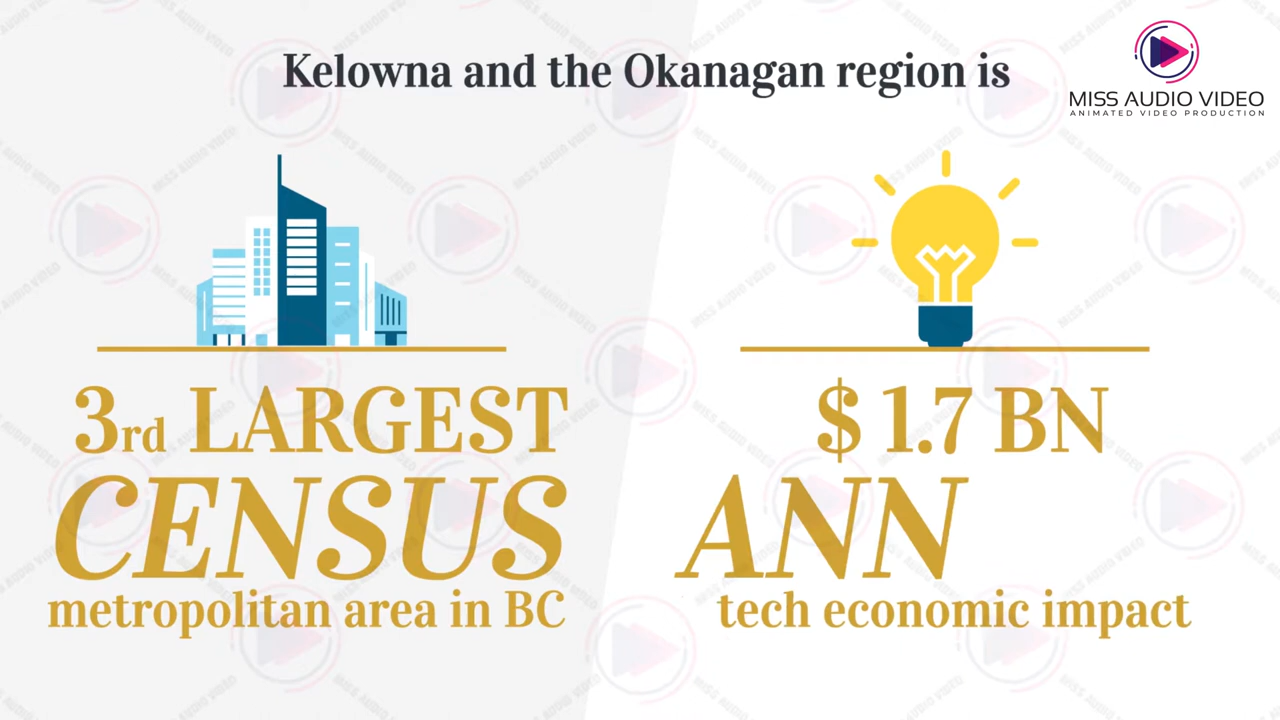 Kelowna and the Okanagan region is
MISS AUDIO VIDEO
ANIMATED VIDEO PRODUCTION
3rd LARGEST
CENSUS
metropolitan area in BC
$ 1.7 BN
ANN
tech economic impact